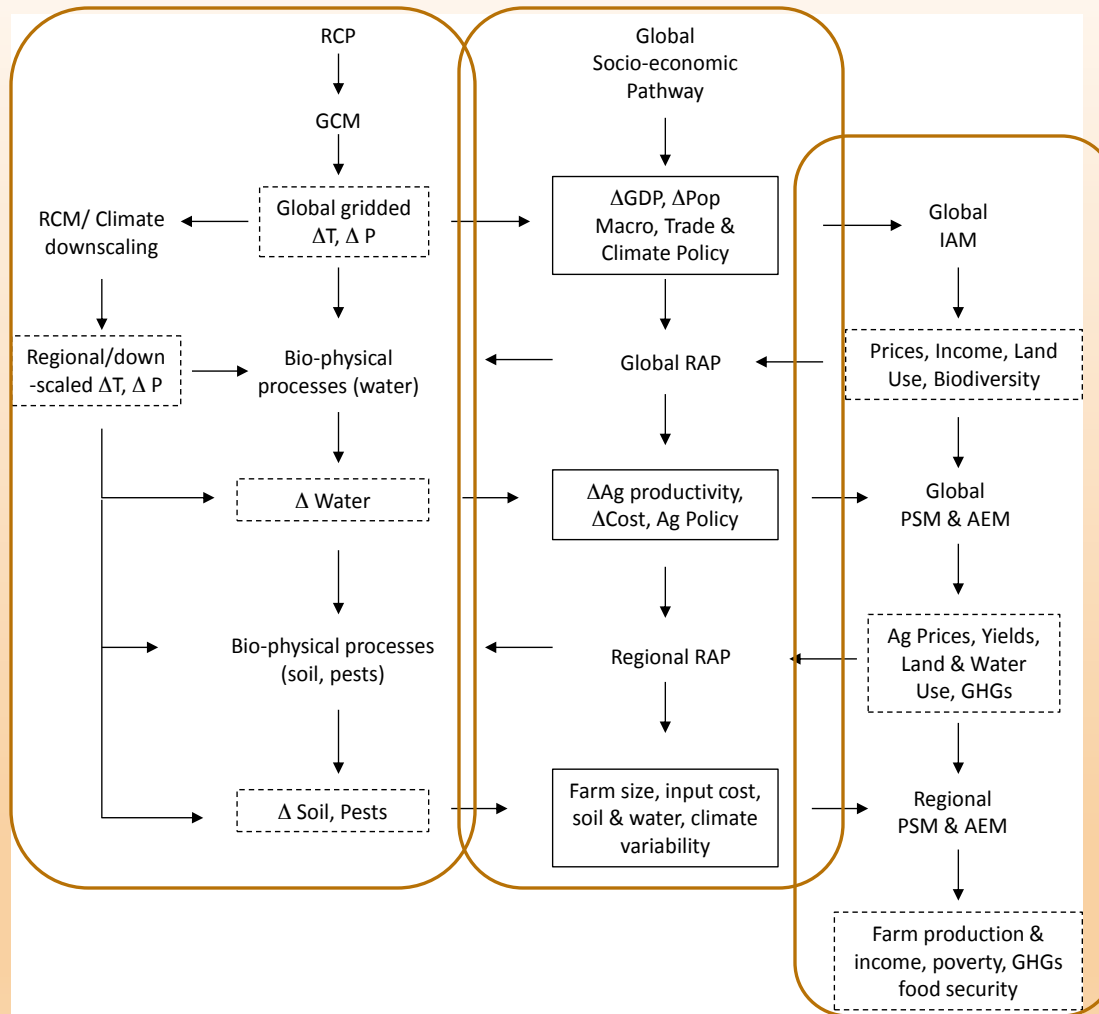 RCP
GCM
Global gridded
ΔT, Δ P
RCM/ Climate
downscaling
Regional/down
-scaled ΔT, Δ P
Bio-physical
processes (water)
Δ Water
Bio-physical processes
(soil, pests)
Δ Soil, Pests
Global
Socio-economic
Pathway
ΔGDP, ΔPop
Macro, Trade &
Climate Policy
Global RAP
ΔAg productivity,
ΔCost, Ag Policy
Regional RAP
Farm size, input cost,
soil & water, climate
variability
Global
IAM
Prices, Income, Land
Use, Biodiversity
Global
PSM & AEM
Ag Prices, Yields,
Land & Water
Use, GHGs
Regional
PSM & AEM
Farm production &
income, poverty, GHGs
food security